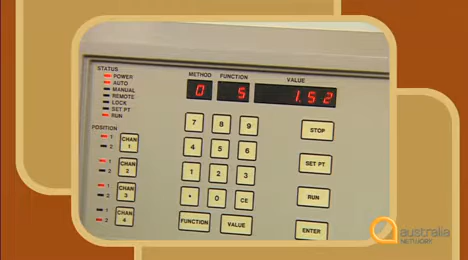 STATUS
POWER
AUTO
MANUAL
REMOTE
LOCK
SET PT
RUN
METHOD FUNCTION VALUE
0 5 1.52
POSITION
1
2
CHAN 1
1
2
CHAN 2
1
2
CHAN 3
1
2
CHAN 4
7 8 9
4 5 6
1 2 3
• 0 CE
FUNCTION VALUE
STOP
SET PT
RUN
ENTER
australia
NETWORK